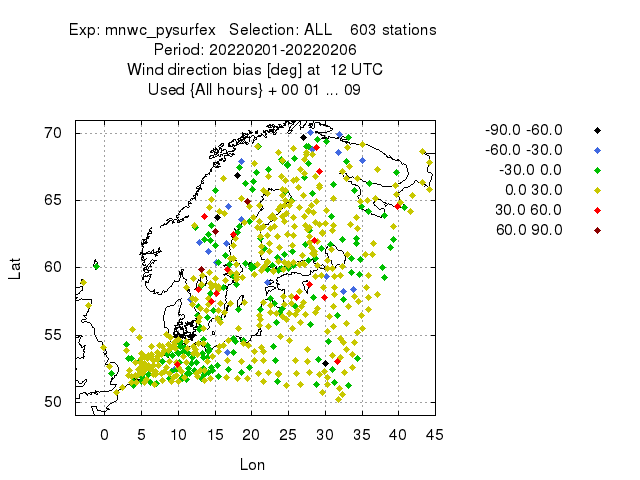 Exp: mnwc_pysurfex   Selection: ALL    603 stations
Period: 20220201-20220206
Wind direction bias [deg] at  12 UTC
Used {All hours} + 00 01 ... 09
-90.0 -60.0
-60.0 -30.0
-30.0 0.0
0.0 30.0
30.0 60.0
60.0 90.0
Lat
70
65
60
55
50
0 5 10 15 20 25 30 35 40 45
Lon